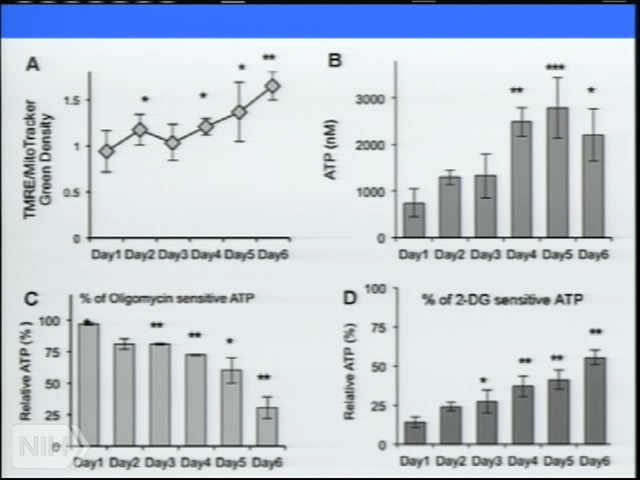 A
TMRE/MitoTracker
Green Density
1.5
1
0.5
0
* * * **
Day1 Day2 Day3 Day4 Day5 Day6
B
ATP (nM)
3000
2000
1000
0
** *** *
Day1 Day2 Day3 Day4 Day5 Day6
C
% of Oligomycin sensitive ATP
Relative ATP (%)
100
75
50
25
* ** ** * **
Day1 Day2 Day3 Day4 Day5 Day6
NIH
D
% of 2-DG sensitive ATP
Relative ATP (%)
100
75
50
25
0
* ** ** **
Day1 Day2 Day3 Day4 Day5 Day6